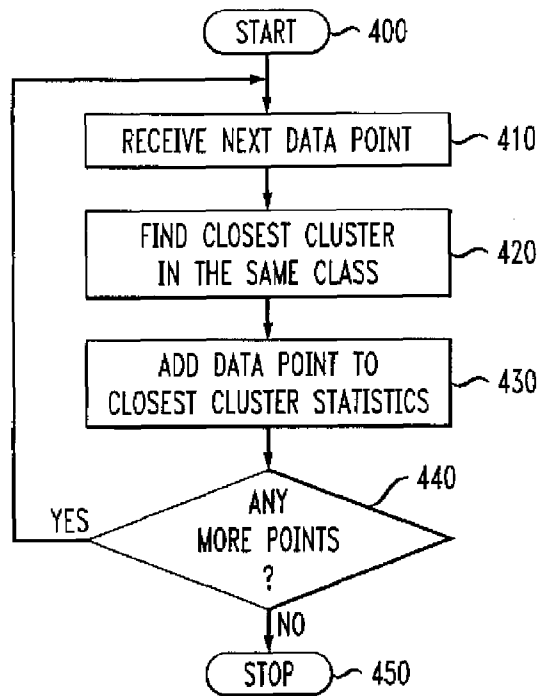 START
400
RECEIVE NEXT DATA POINT
410
FIND CLOSEST CLUSTER
IN THE SAME CLASS
420
ADD DATA POINT TO
CLOSEST CLUSTER STATISTICS
430
440
ANY
MORE POINTS
?
YES
NO
STOP
450